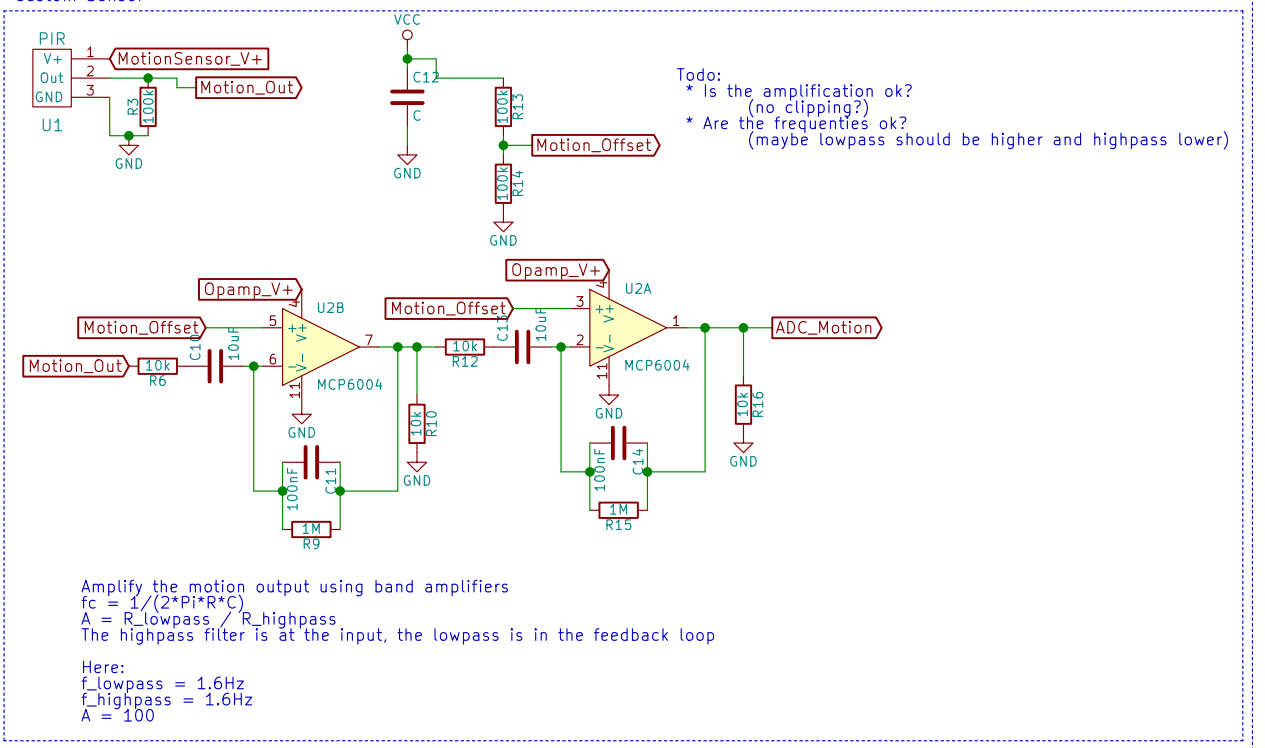 PIR
V+
1
MotionSensor_V+
Out
2
Motion_Out
GND
3
R3
100k
U1
GND
VCC
C12
C
GND
100k
R13
Motion_Offset
100k
R14
GND
Todo:
* Is the amplification ok?
(no clipping?)
* Are the frequenties ok?
(maybe lowpass should be higher and highpass lower)
Opamp_V+
4
U2B
Motion_Offset
5
+
V+
7
Motion_Out
10k
R6
C10
10uF
6
-
V-
MCP6004
11
GND
10k
R10
GND
100nF
C11
1M
R9
Opamp_V+
4
U2A
Motion_Offset
3
+
V+
1
ADC_Motion
10k
R12
C13
10uF
2
-
V-
MCP6004
11
GND
10k
R16
GND
100nF
C14
1M
R15
Amplify the motion output using band amplifiers
fc = 1/(2*Pi*R*C)
A = R_lowpass / R_highpass
The highpass filter is at the input, the lowpass is in the feedback loop
Here:
f_lowpass = 1.6Hz
f_highpass = 1.6Hz
A = 100